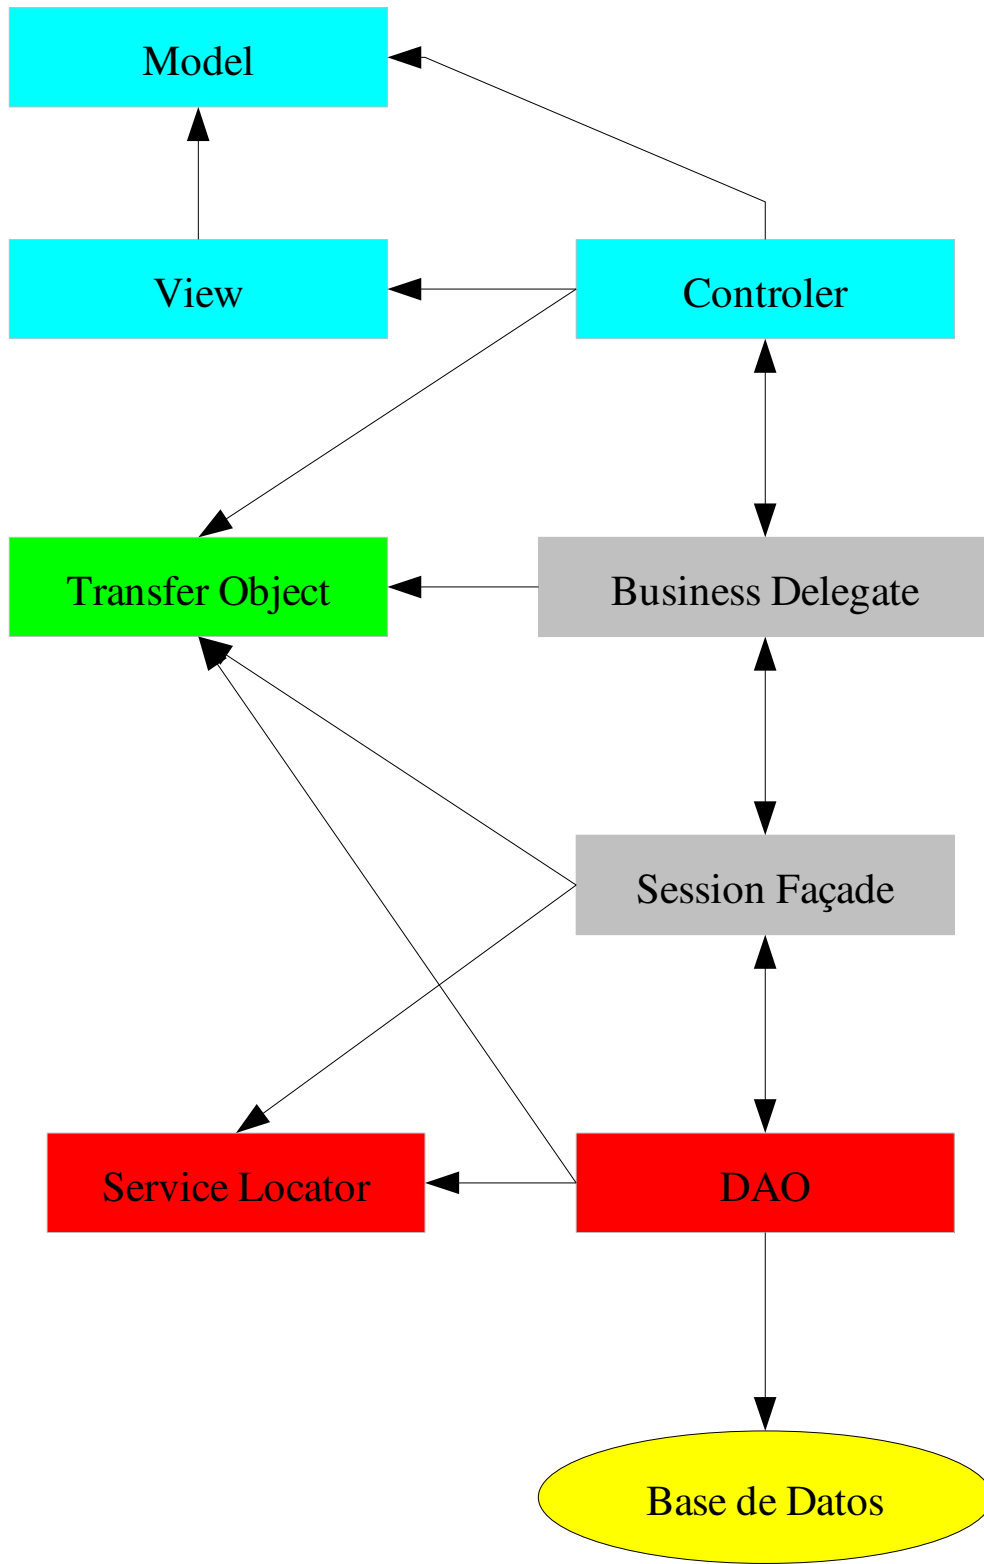 Model
View
Controler
Transfer Object
Business Delegate
Session Façade
Service Locator
DAO
Base de Datos